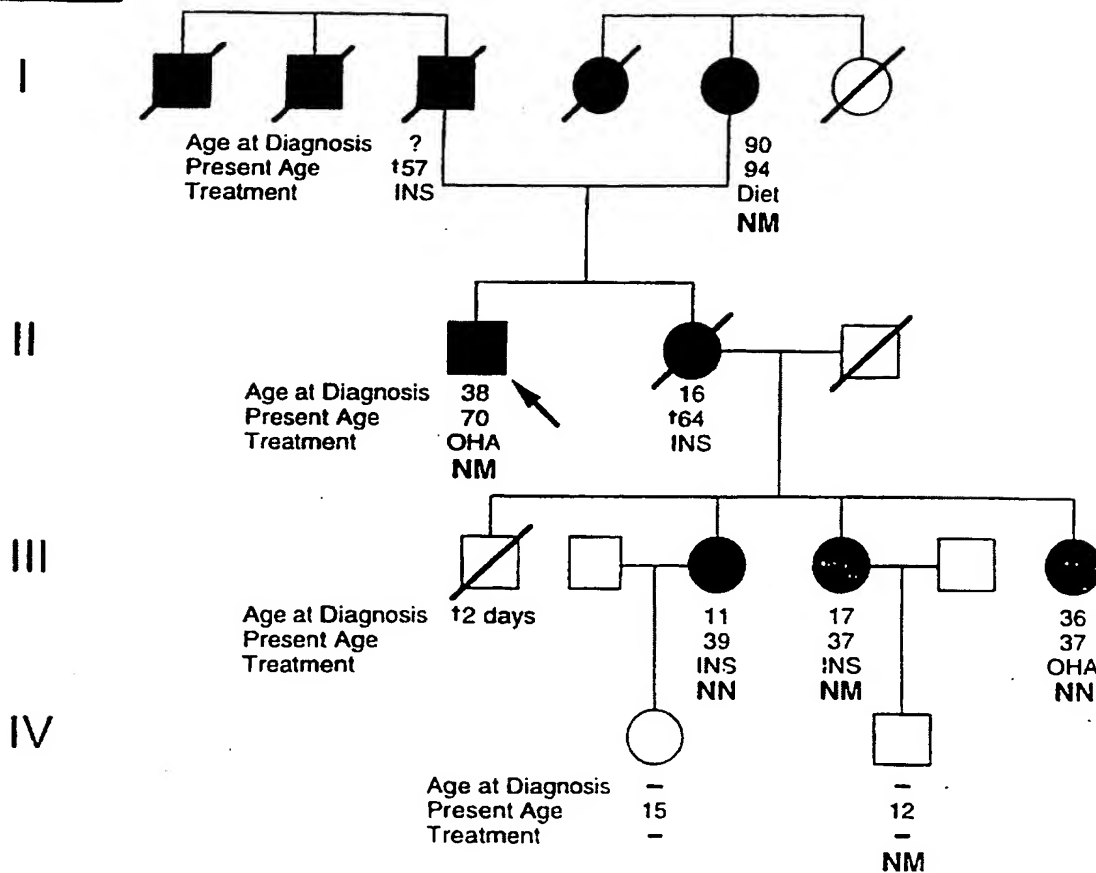 I
Age at Diagnosis ? 90
Present Age †57 94
Treatment INS Diet
NM
II
Age at Diagnosis 38 16
Present Age 70 †64
Treatment OHA INS
NM
III
Age at Diagnosis †2 days 11 17 36
Present Age 39 37 37
Treatment INS INS OHA
NN NM NN
IV
Age at Diagnosis – –
Present Age 15 12
Treatment – –
NM